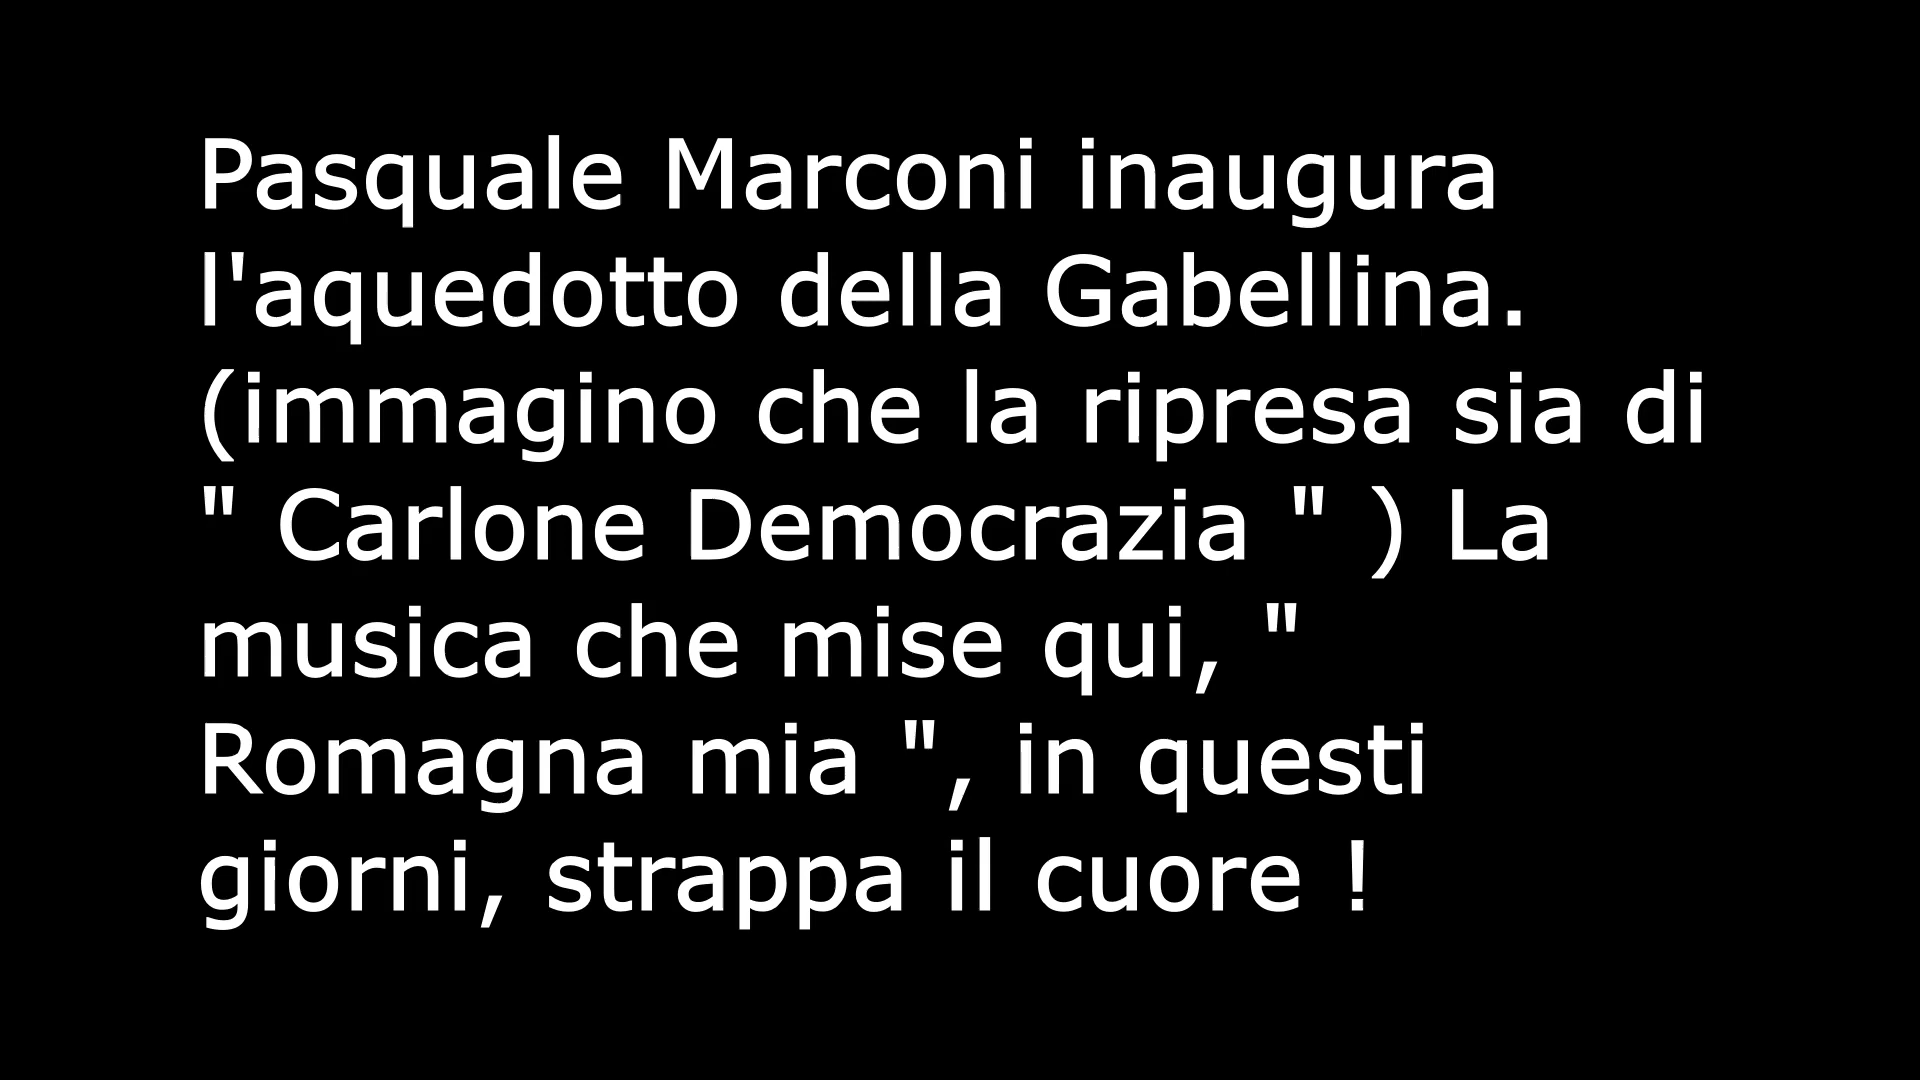 Pasquale Marconi inaugura
l'aquedotto della Gabellina.
(immagino che la ripresa sia di
" Carlone Democrazia " ) La
musica che mise qui, "
Romagna mia ", in questi
giorni, strappa il cuore !